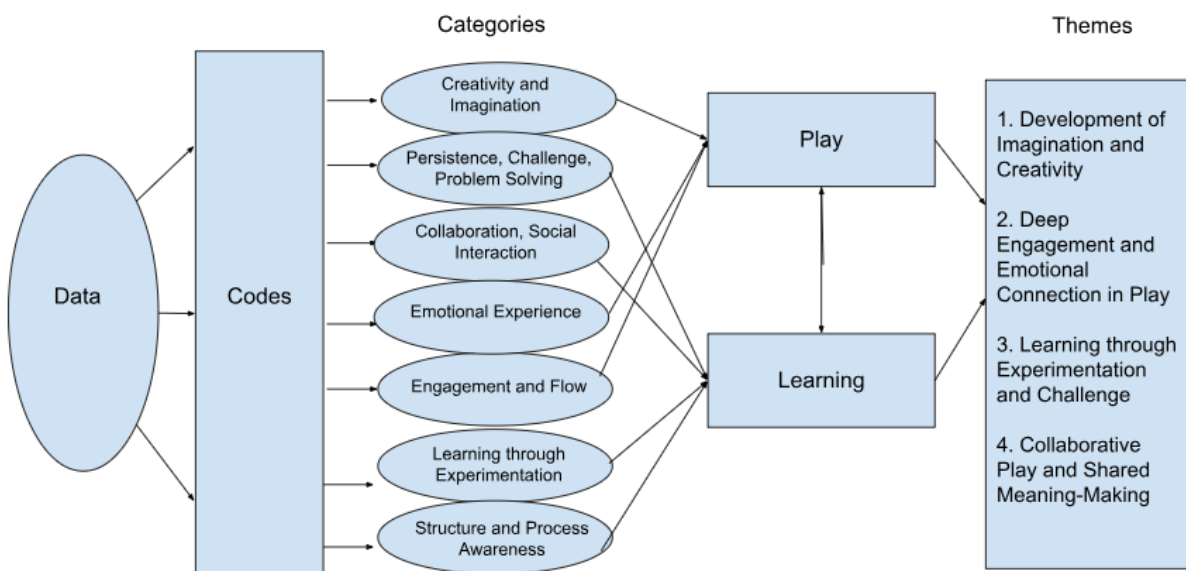 Categories
Themes
Data
Codes
Creativity and
Imagination
Persistence, Challenge,
Problem Solving
Collaboration, Social
Interaction
Emotional Experience
Engagement and Flow
Learning through
Experimentation
Structure and Process
Awareness
Play
Learning
1. Development of
Imagination and
Creativity
2. Deep
Engagement and
Emotional
Connection in Play
3. Learning through
Experimentation
and Challenge
4. Collaborative
Play and Shared
Meaning-Making